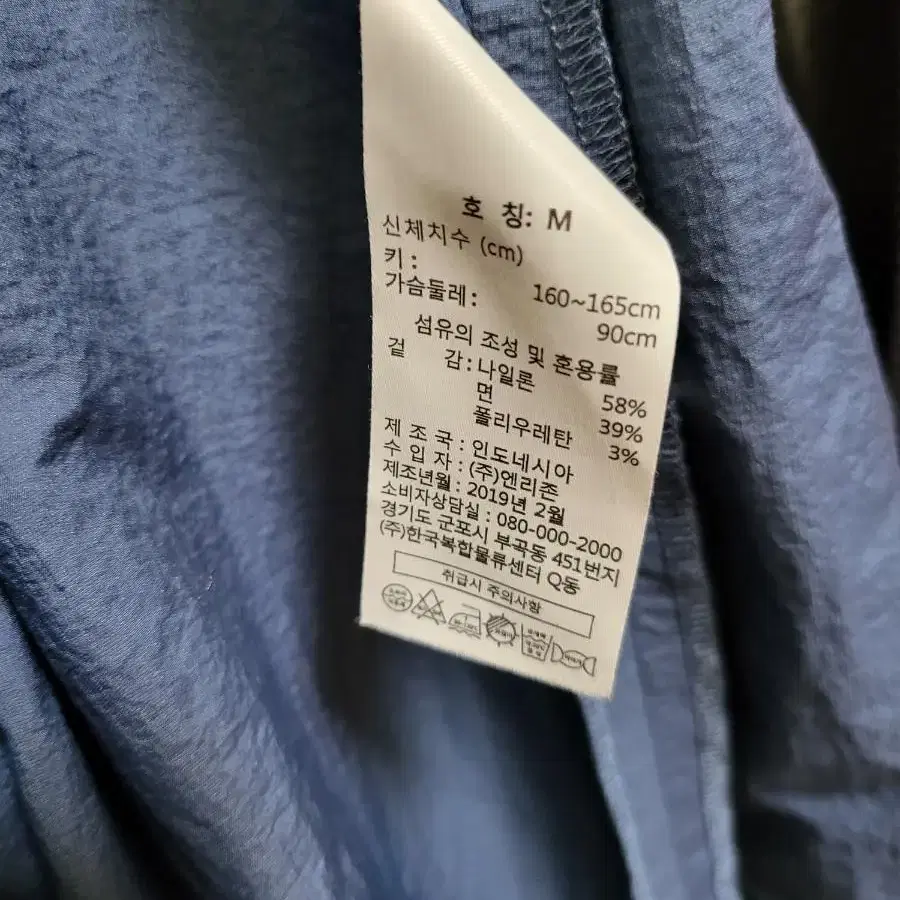 호 칭: M
신체치수 (cm)
키 : 160~165cm
가슴둘레 : 90cm
섬유의 조성 및 혼용률
겉 감 : 나일론 58%
면 39%
폴리우레탄 3%
제 조 국 : 인도네시아
수 입 자 : (주)엔리존
제조년월 : 2019년 2월
소비자상담실 : 080-000-2000
경기도 군포시 부곡동 451번지
(주)한국복합물류센터 Q동
취급시 주의사항